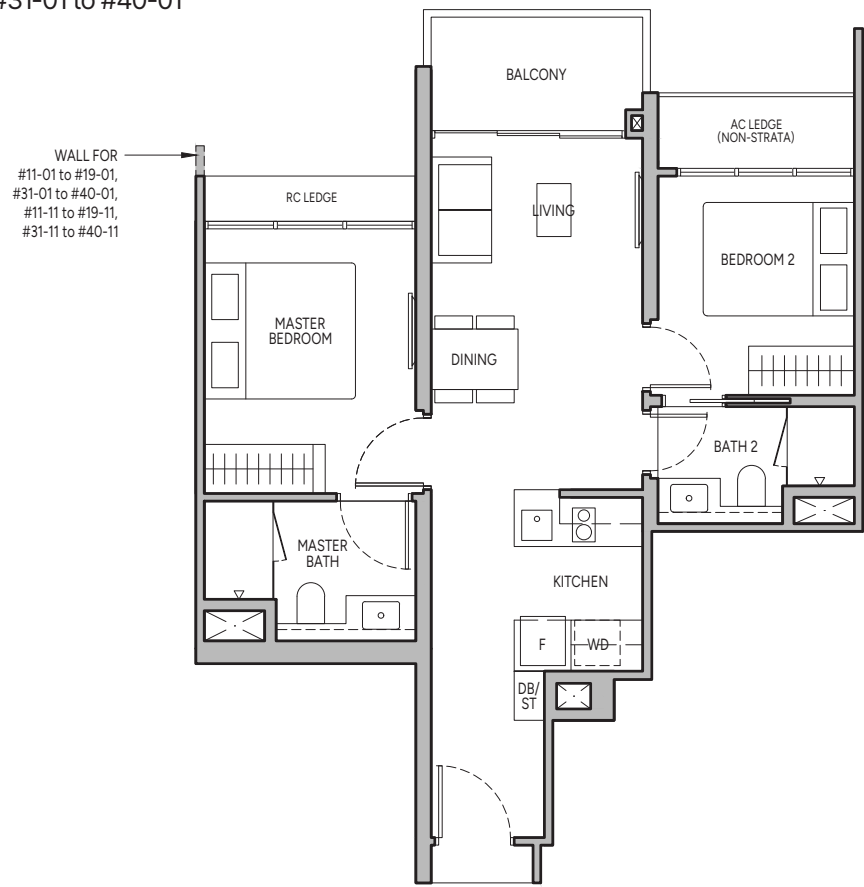 #31-01 to #40-01
BALCONY
AC LEDGE
(NON-STRATA)
WALL FOR
#11-01 to #19-01,
#31-01 to #40-01,
#11-11 to #19-11,
#31-11 to #40-11
RC LEDGE
LIVING
BEDROOM 2
MASTER
BEDROOM
DINING
BATH 2
MASTER
BATH
KITCHEN
F
WD
DB/
ST